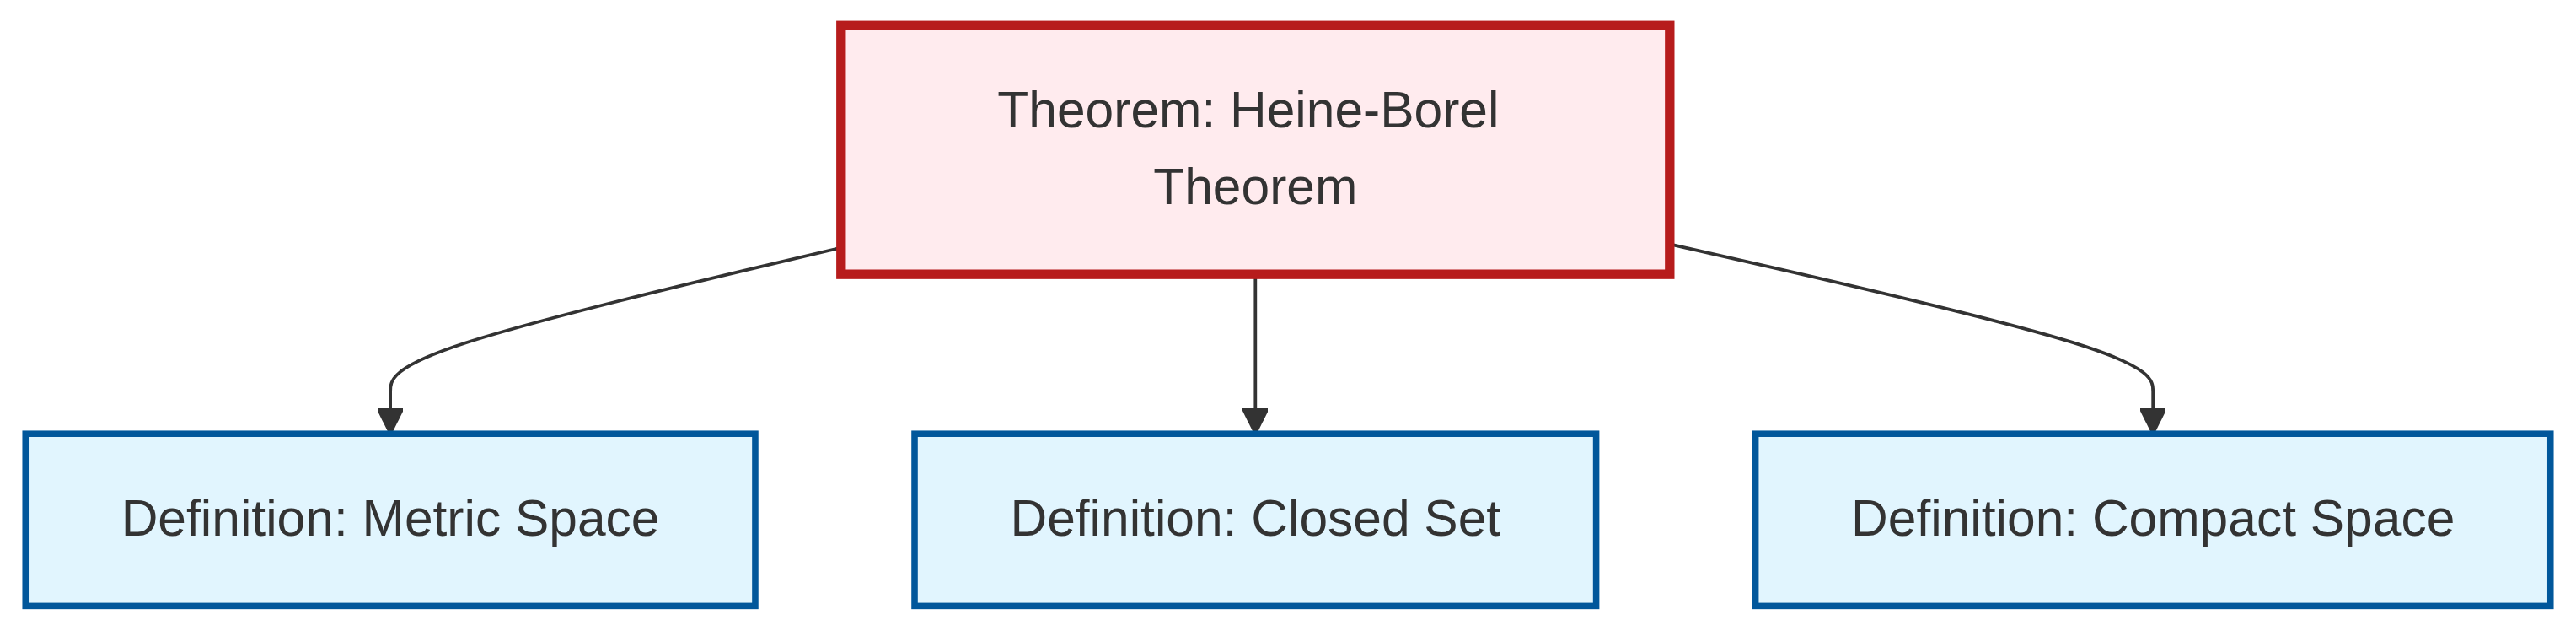 Theorem: Heine-Borel
Theorem
Definition: Metric Space
Definition: Closed Set
Definition: Compact Space